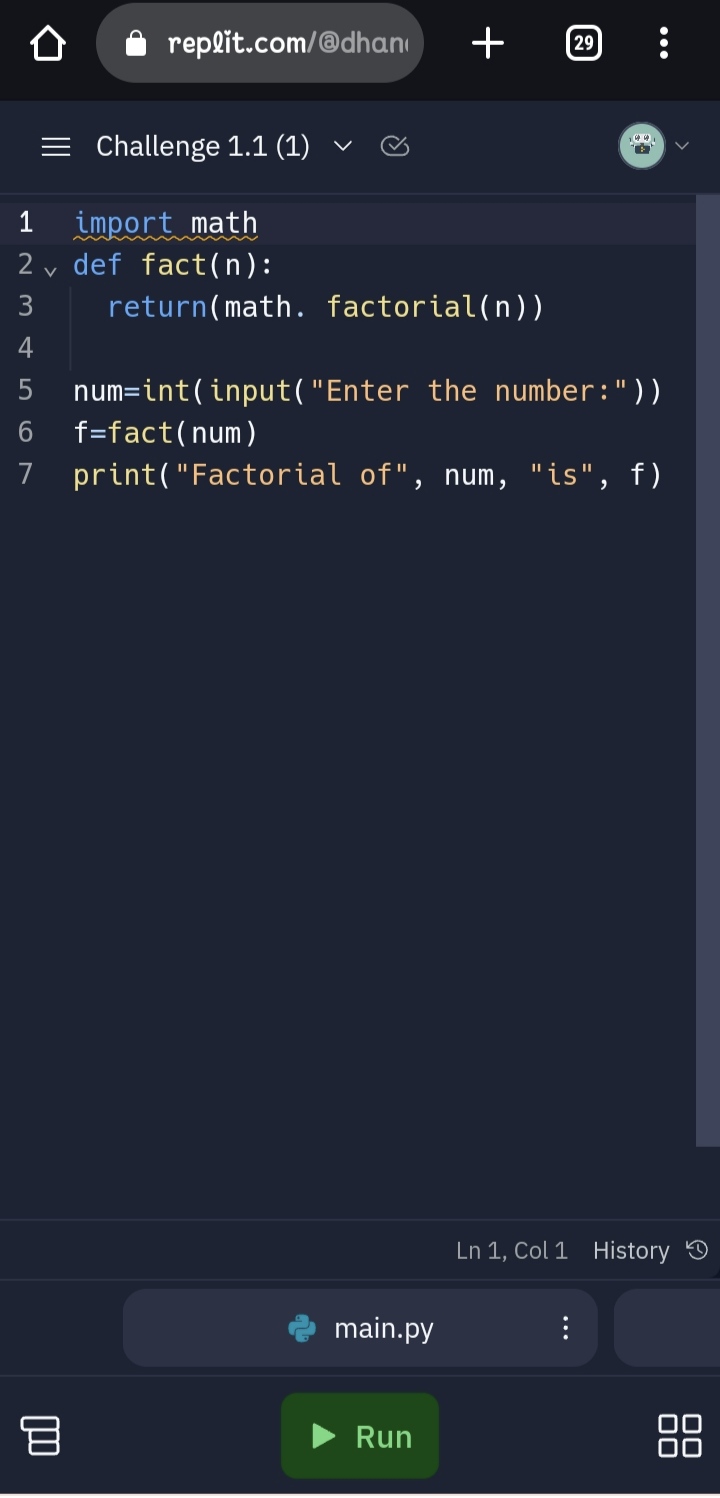 replit.com/@dhan
29
Challenge 1.1 (1)
1 import math
2 def fact(n):
3   return(math. factorial(n))
4
5 num=int(input("Enter the number:"))
6 f=fact(num)
7 print("Factorial of", num, "is", f)
Ln 1, Col 1 History
main.py
Run